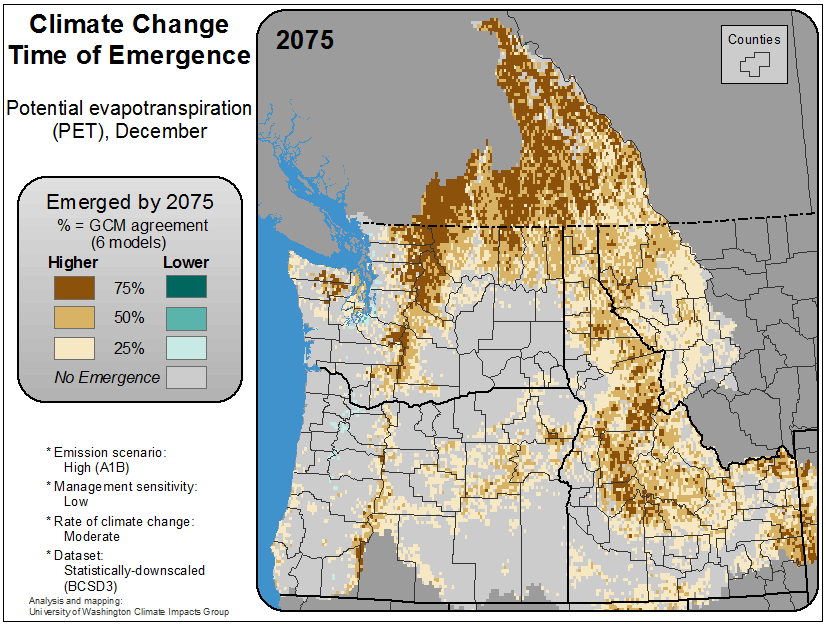 Climate Change
Time of Emergence
Potential evapotranspiration
(PET), December
Emerged by 2075
% = GCM agreement
(6 models)
Higher Lower
75%
50%
25%
No Emergence
* Emission scenario:
High (A1B)
* Management sensitivity:
Low
* Rate of climate change:
Moderate
* Dataset:
Statistically-downscaled
(BCSD3)
Analysis and mapping:
University of Washington Climate Impacts Group
2075
Counties